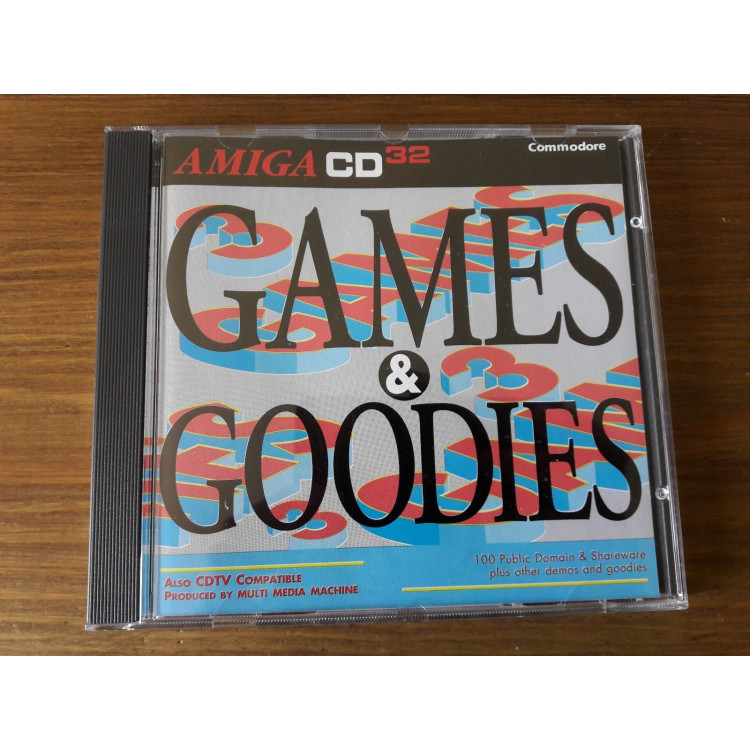 AMIGA CD32
Commodore
GAMES
&
GOODIES
100 Public Domain & Shareware
plus other demos and goodies
ALSO CDTV COMPATIBLE
PRODUCED BY MULTI MEDIA MACHINE